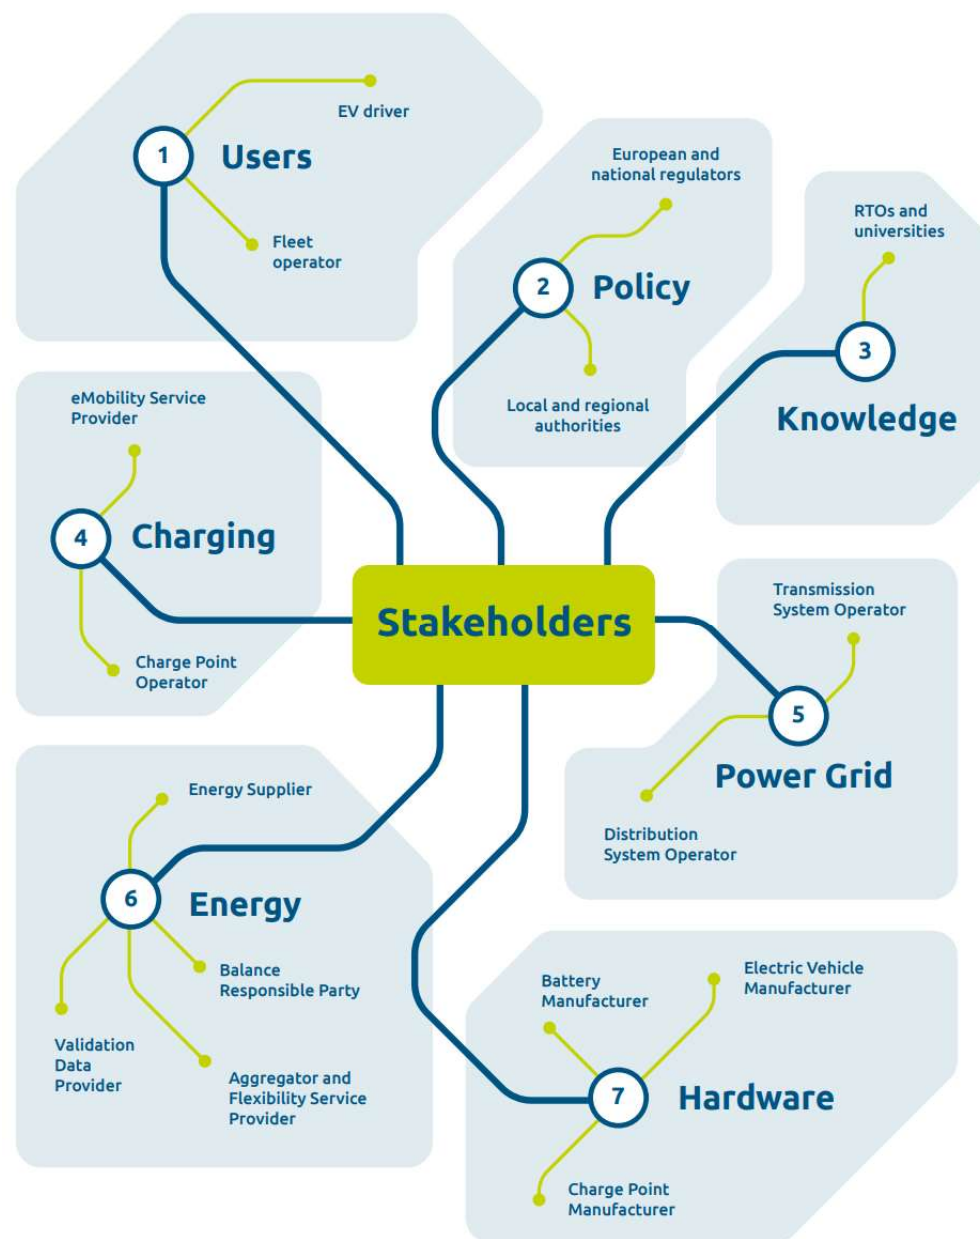 EV driver
1
Users
Fleet
operator
European and
national regulators
2
Policy
Local and regional
authorities
RTOs and
universities
3
Knowledge
eMobility Service
Provider
4
Charging
Charge Point
Operator
Stakeholders
Transmission
System Operator
5
Power Grid
Distribution
System Operator
Energy Supplier
6
Energy
Balance
Responsible Party
Validation
Data
Provider
Aggregator and
Flexibility Service
Provider
Battery
Manufacturer
Electric Vehicle
Manufacturer
7
Hardware
Charge Point
Manufacturer